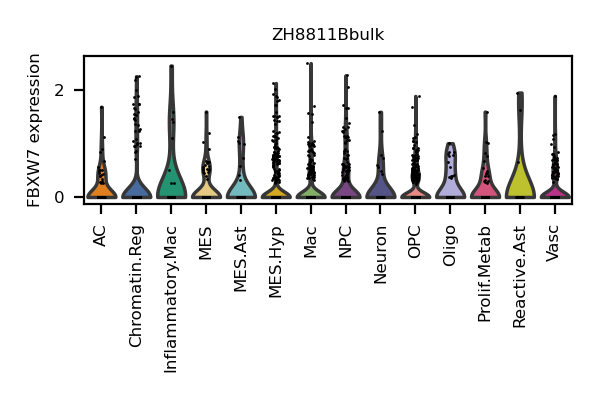 ZH8811Bbulk
FBXW7 expression
2
0
AC
Chromatin.Reg
Inflammatory.Mac
MES
MES.Ast
MES.Hyp
Mac
NPC
Neuron
OPC
Oligo
Prolif.Metab
Reactive.Ast
Vasc